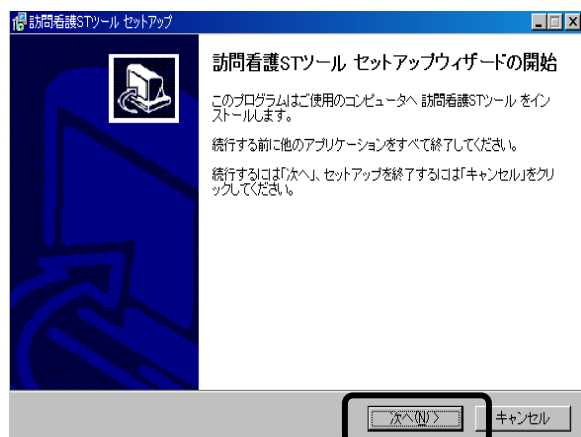 訪問看護STツール セットアップ
訪問看護STツール セットアップウィザードの開始
このプログラムはご使用のコンピュータへ 訪問看護STツール をイン
ストールします。
続行する前に他のアプリケーションをすべて終了してください。
続行するには「次へ」、セットアップを終了するには「キャンセル」をクリ
ックしてください。
次へ(N) >
キャンセル